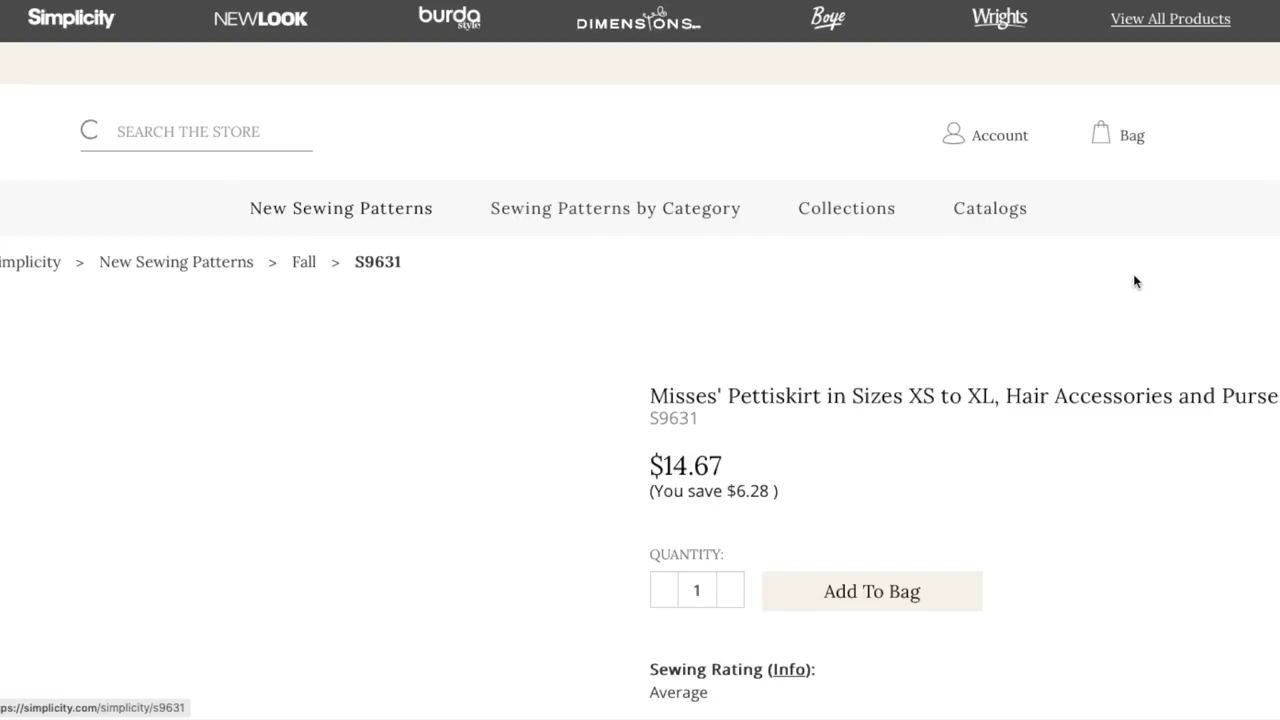 Simplicity
NEWLOOK
burda style
DIMENSIONS
Boye
Wrights
View All Products
SEARCH THE STORE
Account
Bag
New Sewing Patterns
Sewing Patterns by Category
Collections
Catalogs
implicity > New Sewing Patterns > Fall > S9631
Misses' Pettiskirt in Sizes XS to XL, Hair Accessories and Purse
S9631
$14.67
(You save $6.28 )
QUANTITY:
1
Add To Bag
Sewing Rating (Info):
Average
ps://simplicity.com/simplicity/s9631